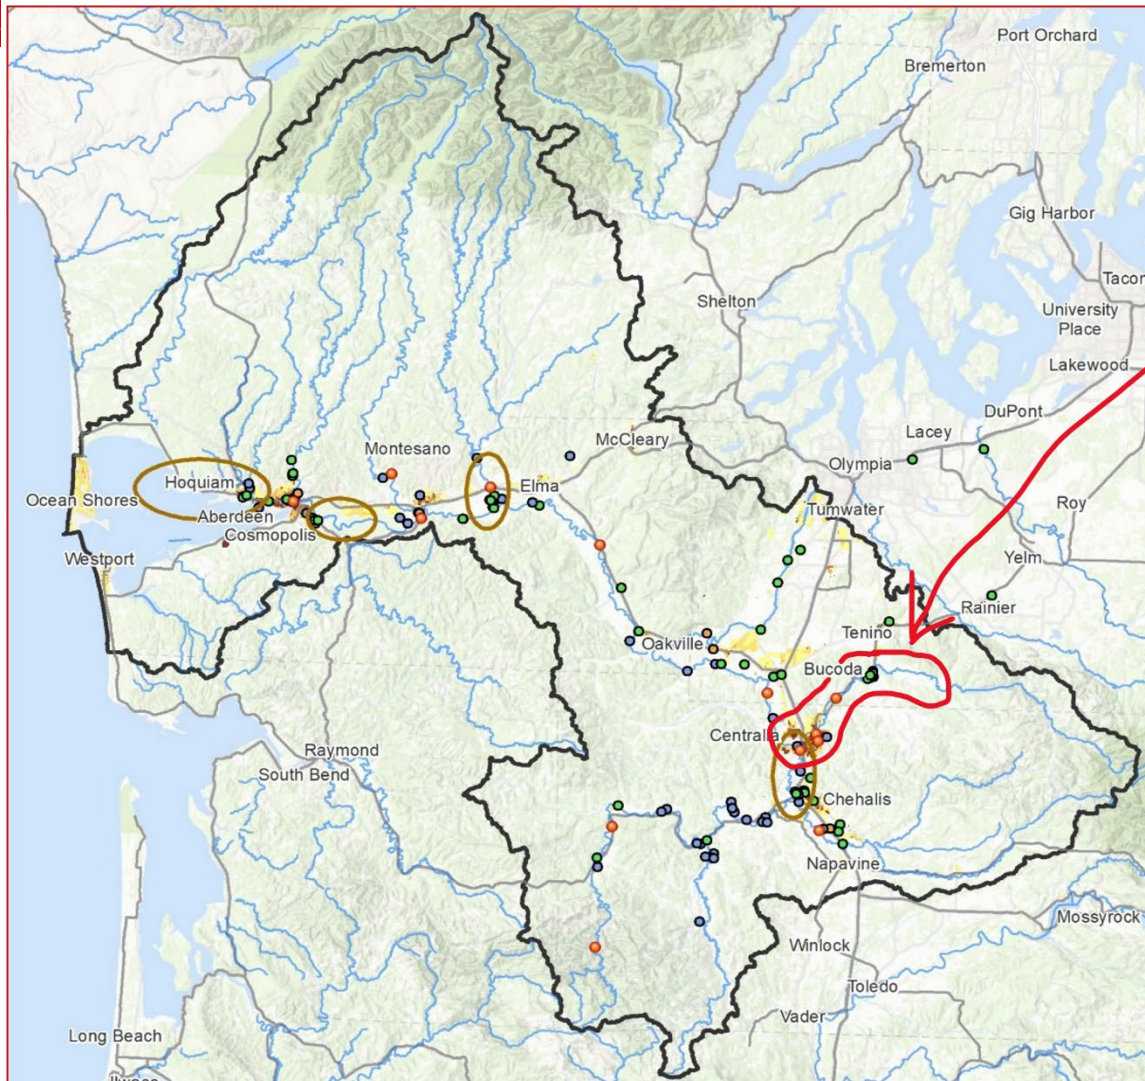 Port Orchard
Bremerton
Gig Harbor
Tacon
Shelton
University
Place
Lakewood
DuPont
Lacey
McCleary
Montesano
Olympia
Elma
Hoquiam
Ocean Shores
Aberdeen
Cosmopolis
Tumwater
Roy
Westport
Yelm
Rainier
Tenino
Oakville
Bucoda
Centralia
Raymond
South Bend
Chehalis
Napavine
Mossyrock
Winlock
Toledo
Vader
Long Beach